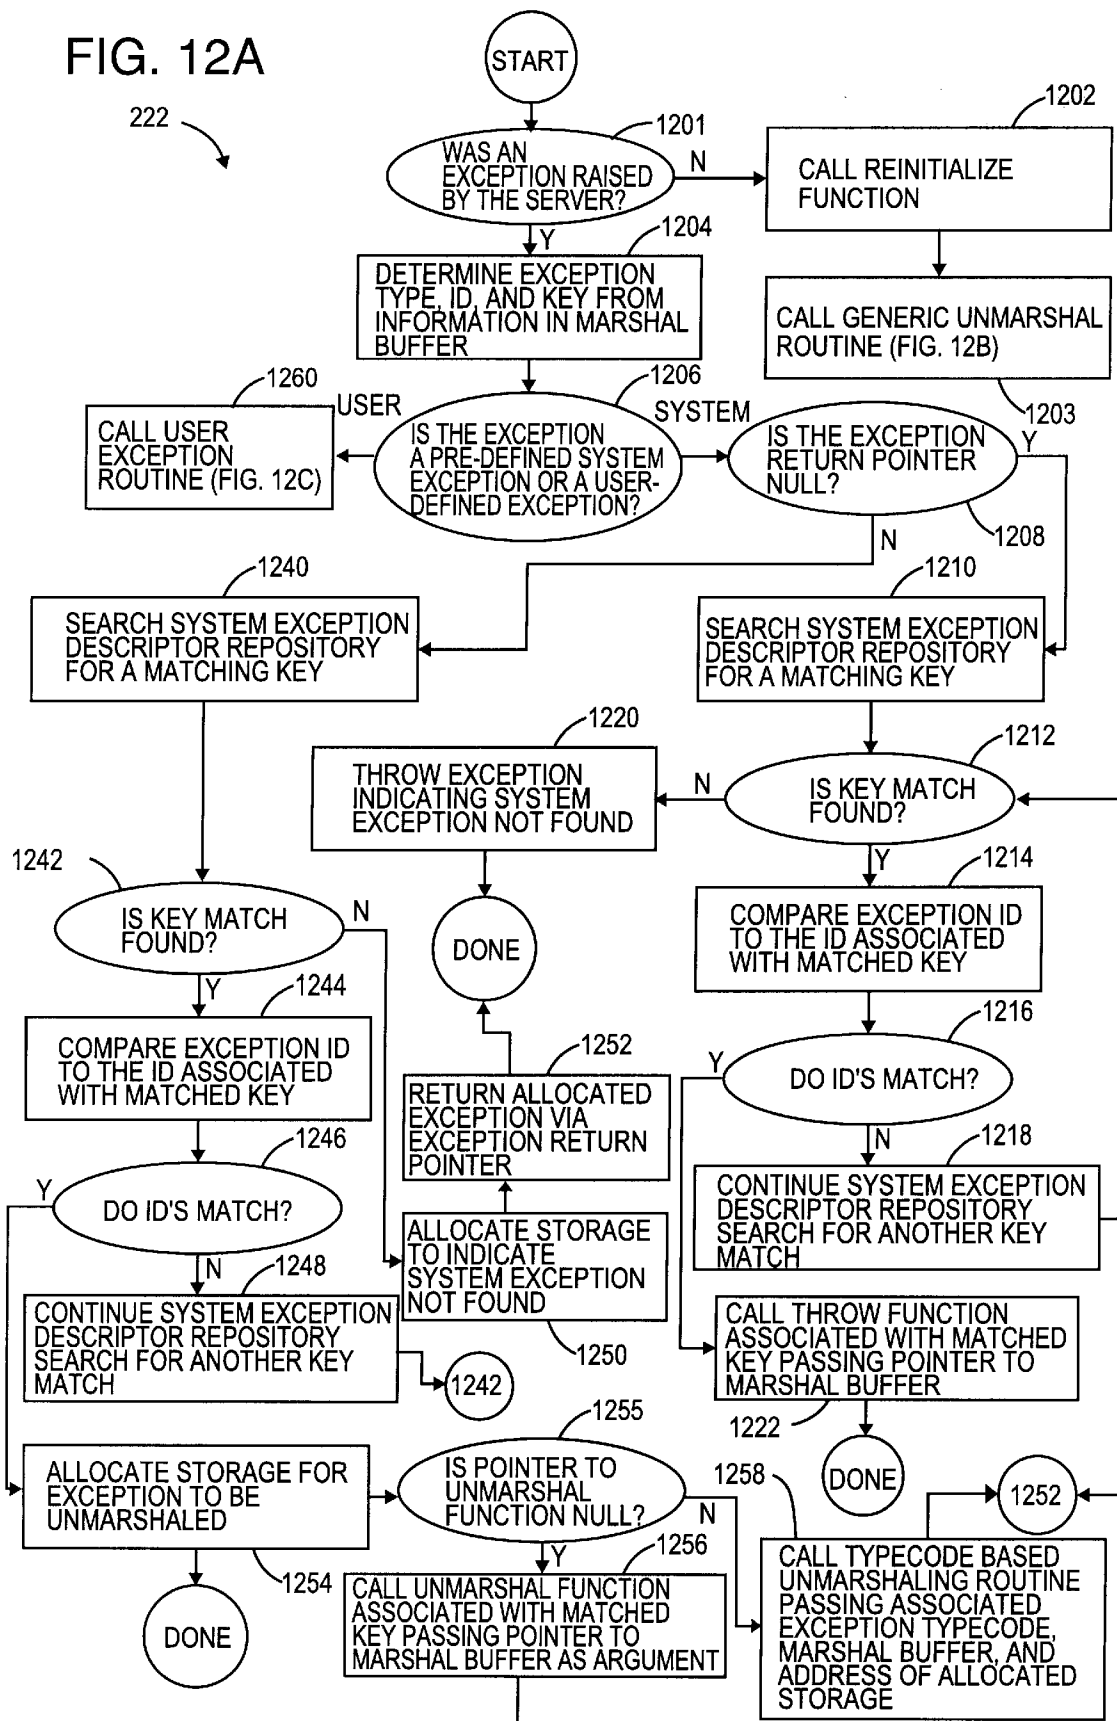 FIG. 12A
START
222
1201
1202
WAS AN
EXCEPTION RAISED
BY THE SERVER?
N
CALL REINITIALIZE
FUNCTION
Y
1204
DETERMINE EXCEPTION
TYPE, ID, AND KEY FROM
INFORMATION IN MARSHAL
BUFFER
CALL GENERIC UNMARSHAL
ROUTINE (FIG. 12B)
1203
1260
USER
1206
SYSTEM
CALL USER
EXCEPTION
ROUTINE (FIG. 12C)
IS THE EXCEPTION
A PRE-DEFINED SYSTEM
EXCEPTION OR A USER-
DEFINED EXCEPTION?
IS THE EXCEPTION
RETURN POINTER
NULL?
Y
1208
N
1240
1210
SEARCH SYSTEM EXCEPTION
DESCRIPTOR REPOSITORY
FOR A MATCHING KEY
SEARCH SYSTEM EXCEPTION
DESCRIPTOR REPOSITORY
FOR A MATCHING KEY
1220
1212
THROW EXCEPTION
INDICATING SYSTEM
EXCEPTION NOT FOUND
N
IS KEY MATCH
FOUND?
1242
Y
1214
IS KEY MATCH
FOUND?
N
DONE
COMPARE EXCEPTION ID
TO THE ID ASSOCIATED
WITH MATCHED KEY
Y
1244
1216
COMPARE EXCEPTION ID
TO THE ID ASSOCIATED
WITH MATCHED KEY
1252
RETURN ALLOCATED
EXCEPTION VIA
EXCEPTION RETURN
POINTER
Y
DO ID'S MATCH?
1246
N
1218
Y
DO ID'S MATCH?
CONTINUE SYSTEM EXCEPTION
DESCRIPTOR REPOSITORY
SEARCH FOR ANOTHER KEY
MATCH
ALLOCATE STORAGE
TO INDICATE
SYSTEM EXCEPTION
NOT FOUND
1250
N
1248
CONTINUE SYSTEM EXCEPTION
DESCRIPTOR REPOSITORY
SEARCH FOR ANOTHER KEY
MATCH
1242
CALL THROW FUNCTION
ASSOCIATED WITH MATCHED
KEY PASSING POINTER TO
MARSHAL BUFFER
1222
DONE
1255
ALLOCATE STORAGE FOR
EXCEPTION TO BE
UNMARSHALED
1254
IS POINTER TO
UNMARSHAL
FUNCTION NULL?
N
1258
1252
Y
1256
DONE
CALL UNMARSHAL FUNCTION
ASSOCIATED WITH MATCHED
KEY PASSING POINTER TO
MARSHAL BUFFER AS ARGUMENT
CALL TYPECODE BASED
UNMARSHALING ROUTINE
PASSING ASSOCIATED
EXCEPTION TYPECODE,
MARSHAL BUFFER, AND
ADDRESS OF ALLOCATED
STORAGE